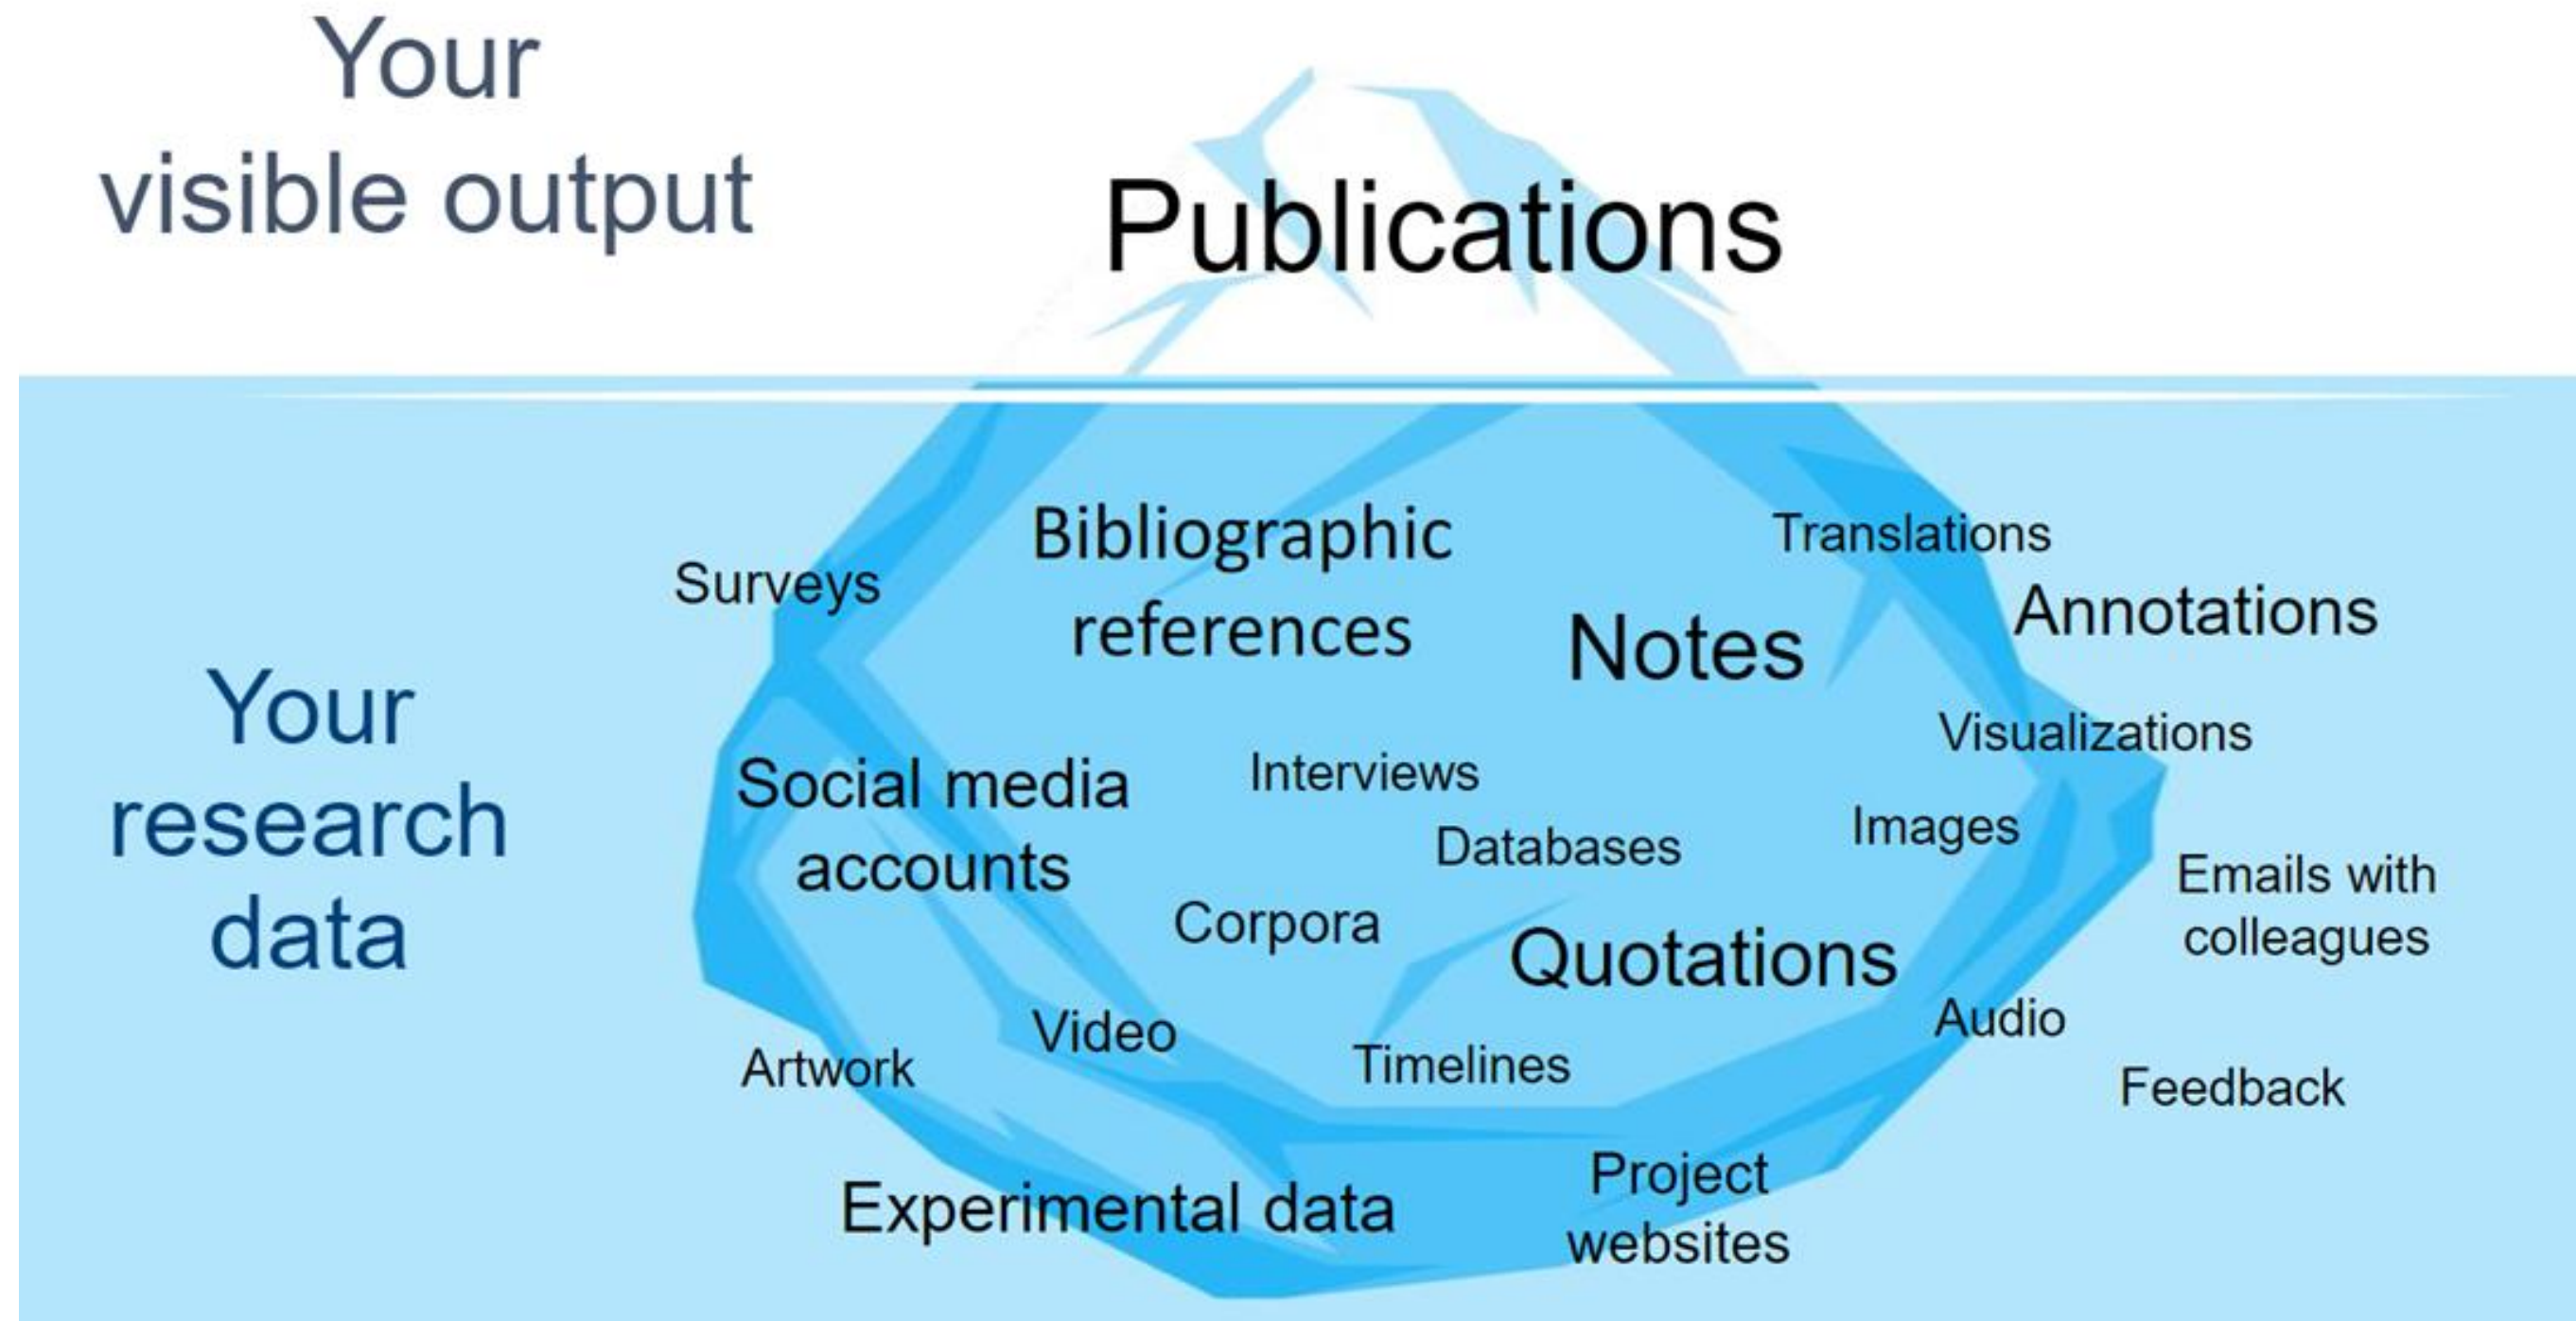 Your
visible output
Publications
Bibliographic
references
Translations
Surveys
Annotations
Notes
Your
research
data
Visualizations
Social media
accounts
Interviews
Images
Databases
Emails with
colleagues
Corpora
Quotations
Audio
Video
Artwork
Timelines
Feedback
Experimental data
Project
websites